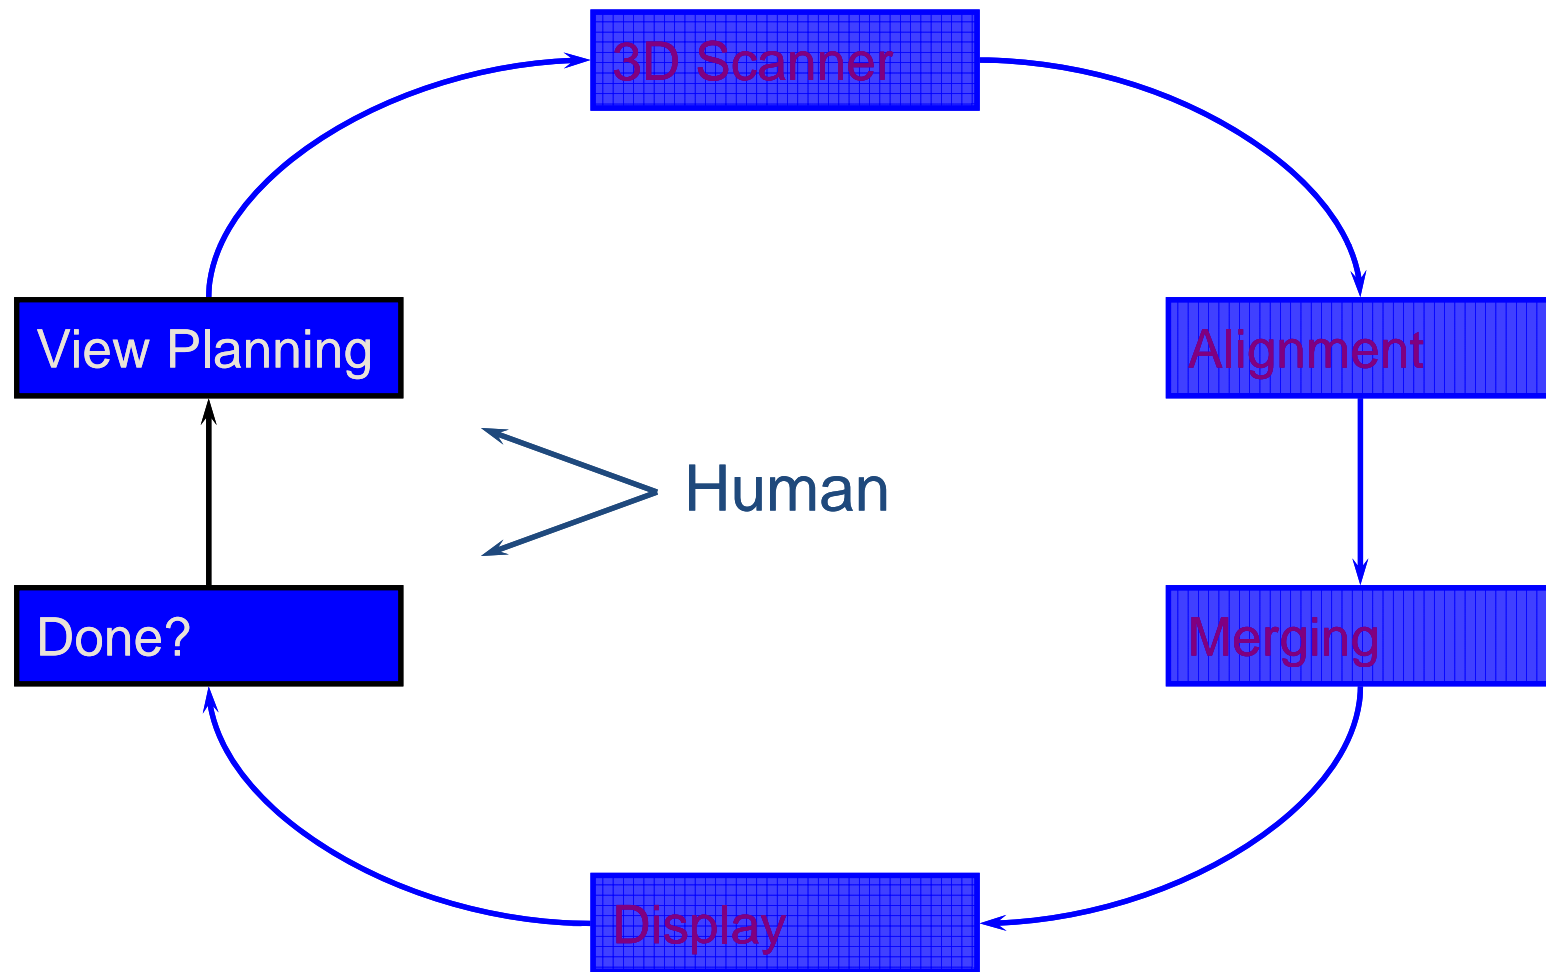 3D Scanner
View Planning
Alignment
Human
Done?
Merging
Display